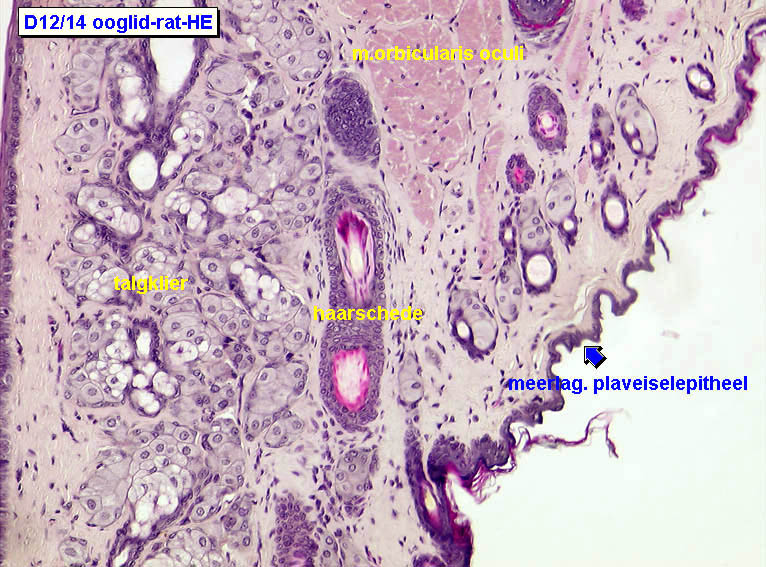 D12/14 ooglid-rat-HE
m.orbicularis oculi
talgklier
haarschede
meerlag. plaveiselepitheel